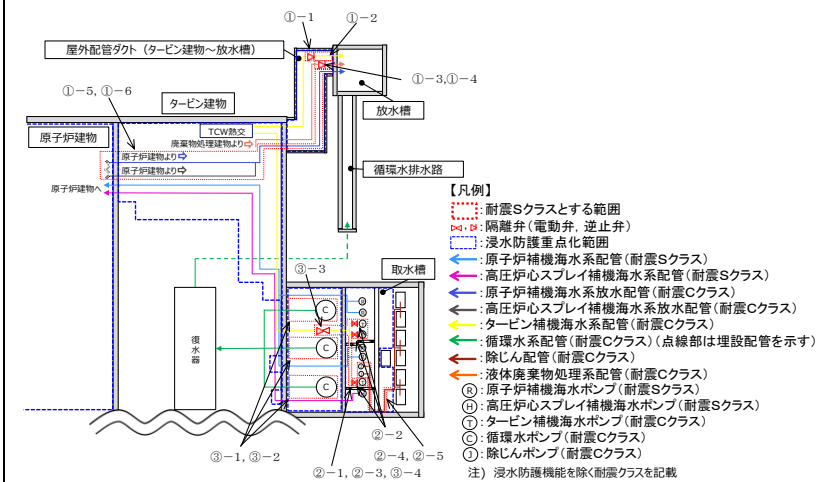 ①-1
①-2
屋外配管ダクト（タービン建物～放水槽）
①-3,①-4
放水槽
①-5, ①-6
タービン建物
原子炉建物
TCW熱交
廃棄物処理建物より⇨
原子炉建物より⇨
原子炉建物より⇨
原子炉建物へ
循環水排水路
取水槽
③-3
復水器
C
C
C
③-1, ③-2
②-2
②-4, ②-5
②-1, ②-3, ③-4
【凡例】
:耐震Sクラスとする範囲
,:隔離弁(電動弁, 逆止弁)
:浸水防護重点化範囲
:原子炉補機海水系配管(耐震Sクラス)
:高圧炉心スプレイ補機海水系配管(耐震Sクラス)
:原子炉補機海水系放水配管(耐震Cクラス)
:高圧炉心スプレイ補機海水系放水配管(耐震Cクラス)
:タービン補機海水系配管(耐震Cクラス)
:循環水系配管(耐震Cクラス)(点線部は埋設配管を示す)
:除じん配管(耐震Cクラス)
:液体廃棄物処理系配管(耐震Cクラス)
Ⓡ:原子炉補機海水ポンプ(耐震Sクラス)
Ⓗ:高圧炉心スプレイ補機海水ポンプ(耐震Sクラス)
Ⓣ:タービン補機海水ポンプ(耐震Cクラス)
Ⓒ:循環水ポンプ(耐震Cクラス)
Ⓙ:除じんポンプ(耐震Cクラス)
注) 浸水防護機能を除く耐震クラスを記載